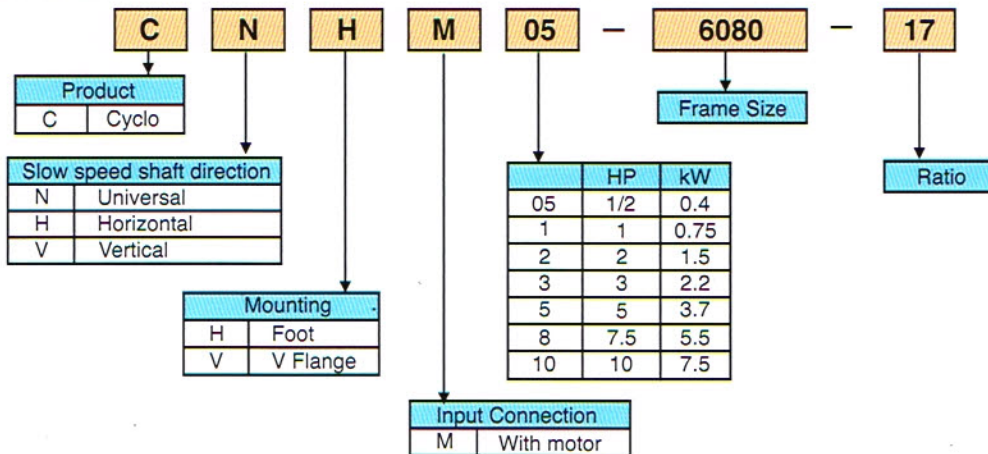 C N H M 05 – 6080 – 17
Product
C Cyclo
Frame Size
Slow speed shaft direction
N Universal
H Horizontal
V Vertical
HP kW
05 1/2 0.4
1 1 0.75
2 2 1.5
3 3 2.2
5 5 3.7
8 7.5 5.5
10 10 7.5
Ratio
Mounting
H Foot
V V Flange
Input Connection
M With motor